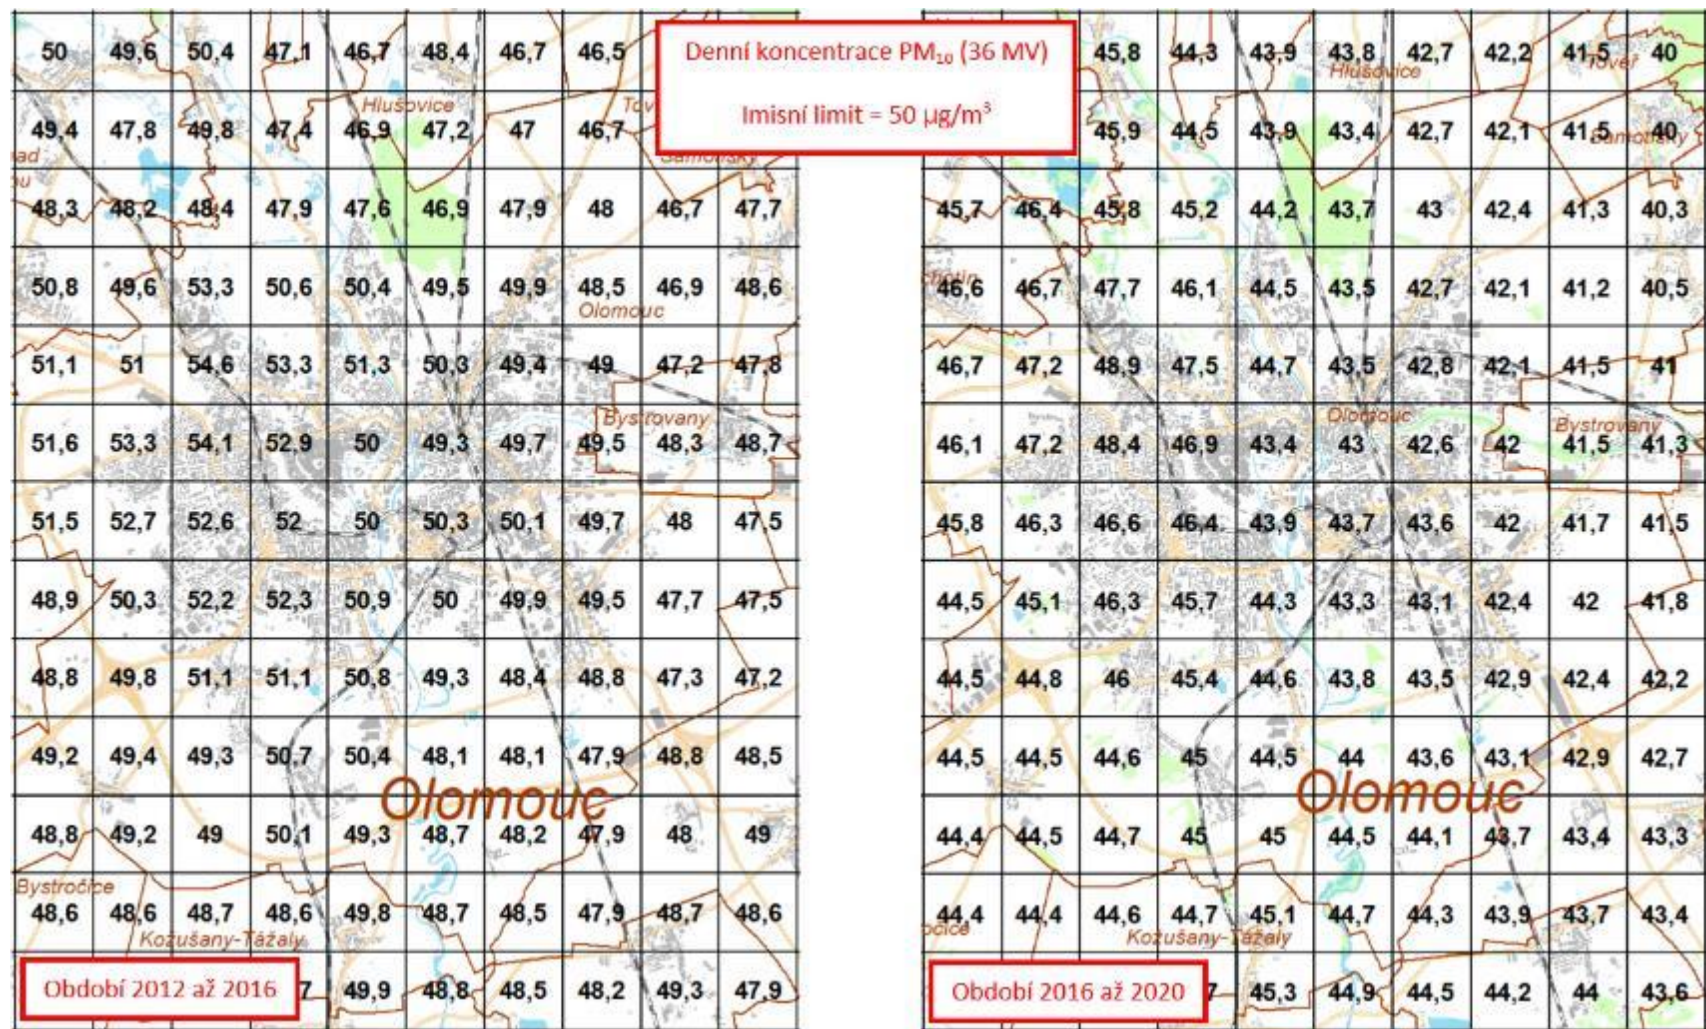 Denní koncentrace PM₁₀ (36 MV)
Imisní limit = 50 µg/m³
50 49,6 50,4 47,1 46,7 48,4 46,7 46,5
Hlušovice
49,4 47,8 49,8 47,4 46,9 47,2 47 46,7
48,3 48,2 48,4 47,9 47,6 46,9 47,9 48 46,7 47,7
50,8 49,6 53,3 50,6 50,4 49,5 49,9 48,5 46,9 48,6
Olomouc
51,1 51 54,6 53,3 51,3 50,3 49,4 49 47,2 47,8
Bystrovany
51,6 53,3 54,1 52,9 50 49,3 49,7 49,5 48,3 48,7
51,5 52,7 52,6 52 50 50,3 50,1 49,7 48 47,5
48,9 50,3 52,2 52,3 50,9 50 49,9 49,5 47,7 47,5
48,8 49,8 51,1 51,1 50,8 49,3 48,4 48,8 47,3 47,2
49,2 49,4 49,3 50,7 50,4 48,1 48,1 47,9 48,8 48,5
Olomouc
48,8 49,2 49 50,1 49,3 48,7 48,2 47,9 48 49
Bystročice
48,6 48,6 48,7 48,6 49,8 48,7 48,5 47,9 48,7 48,6
Kožušany-Tážaly
7 49,9 48,8 48,5 48,2 49,3 47,9
Období 2012 až 2016
45,8 44,3 43,9 43,8 42,7 42,2 41,5 40
Hlušovice
45,9 44,5 43,9 43,4 42,7 42,1 41,5 40
Samotišky
45,7 46,4 45,8 45,2 44,2 43,7 43 42,4 41,3 40,3
46,6 46,7 47,7 46,1 44,5 43,5 42,7 42,1 41,2 40,5
46,7 47,2 48,9 47,5 44,7 43,5 42,8 42,1 41,5 41
Olomouc
Bystrovany
46,1 47,2 48,4 46,9 43,4 43 42,6 42 41,5 41,3
45,8 46,3 46,6 46,4 43,9 43,7 43,6 42 41,7 41,5
44,5 45,1 46,3 45,7 44,3 43,3 43,1 42,4 42 41,8
44,5 44,8 46 45,4 44,6 43,8 43,5 42,9 42,4 42,2
44,5 44,5 44,6 45 44,5 44 43,6 43,1 42,9 42,7
Olomouc
44,4 44,5 44,7 45 45 44,5 44,1 43,7 43,4 43,3
44,4 44,4 44,6 44,7 45,1 44,7 44,3 43,9 43,7 43,4
Kožušany-Tážaly
45,3 44,9 44,5 44,2 44 43,6
Období 2016 až 2020